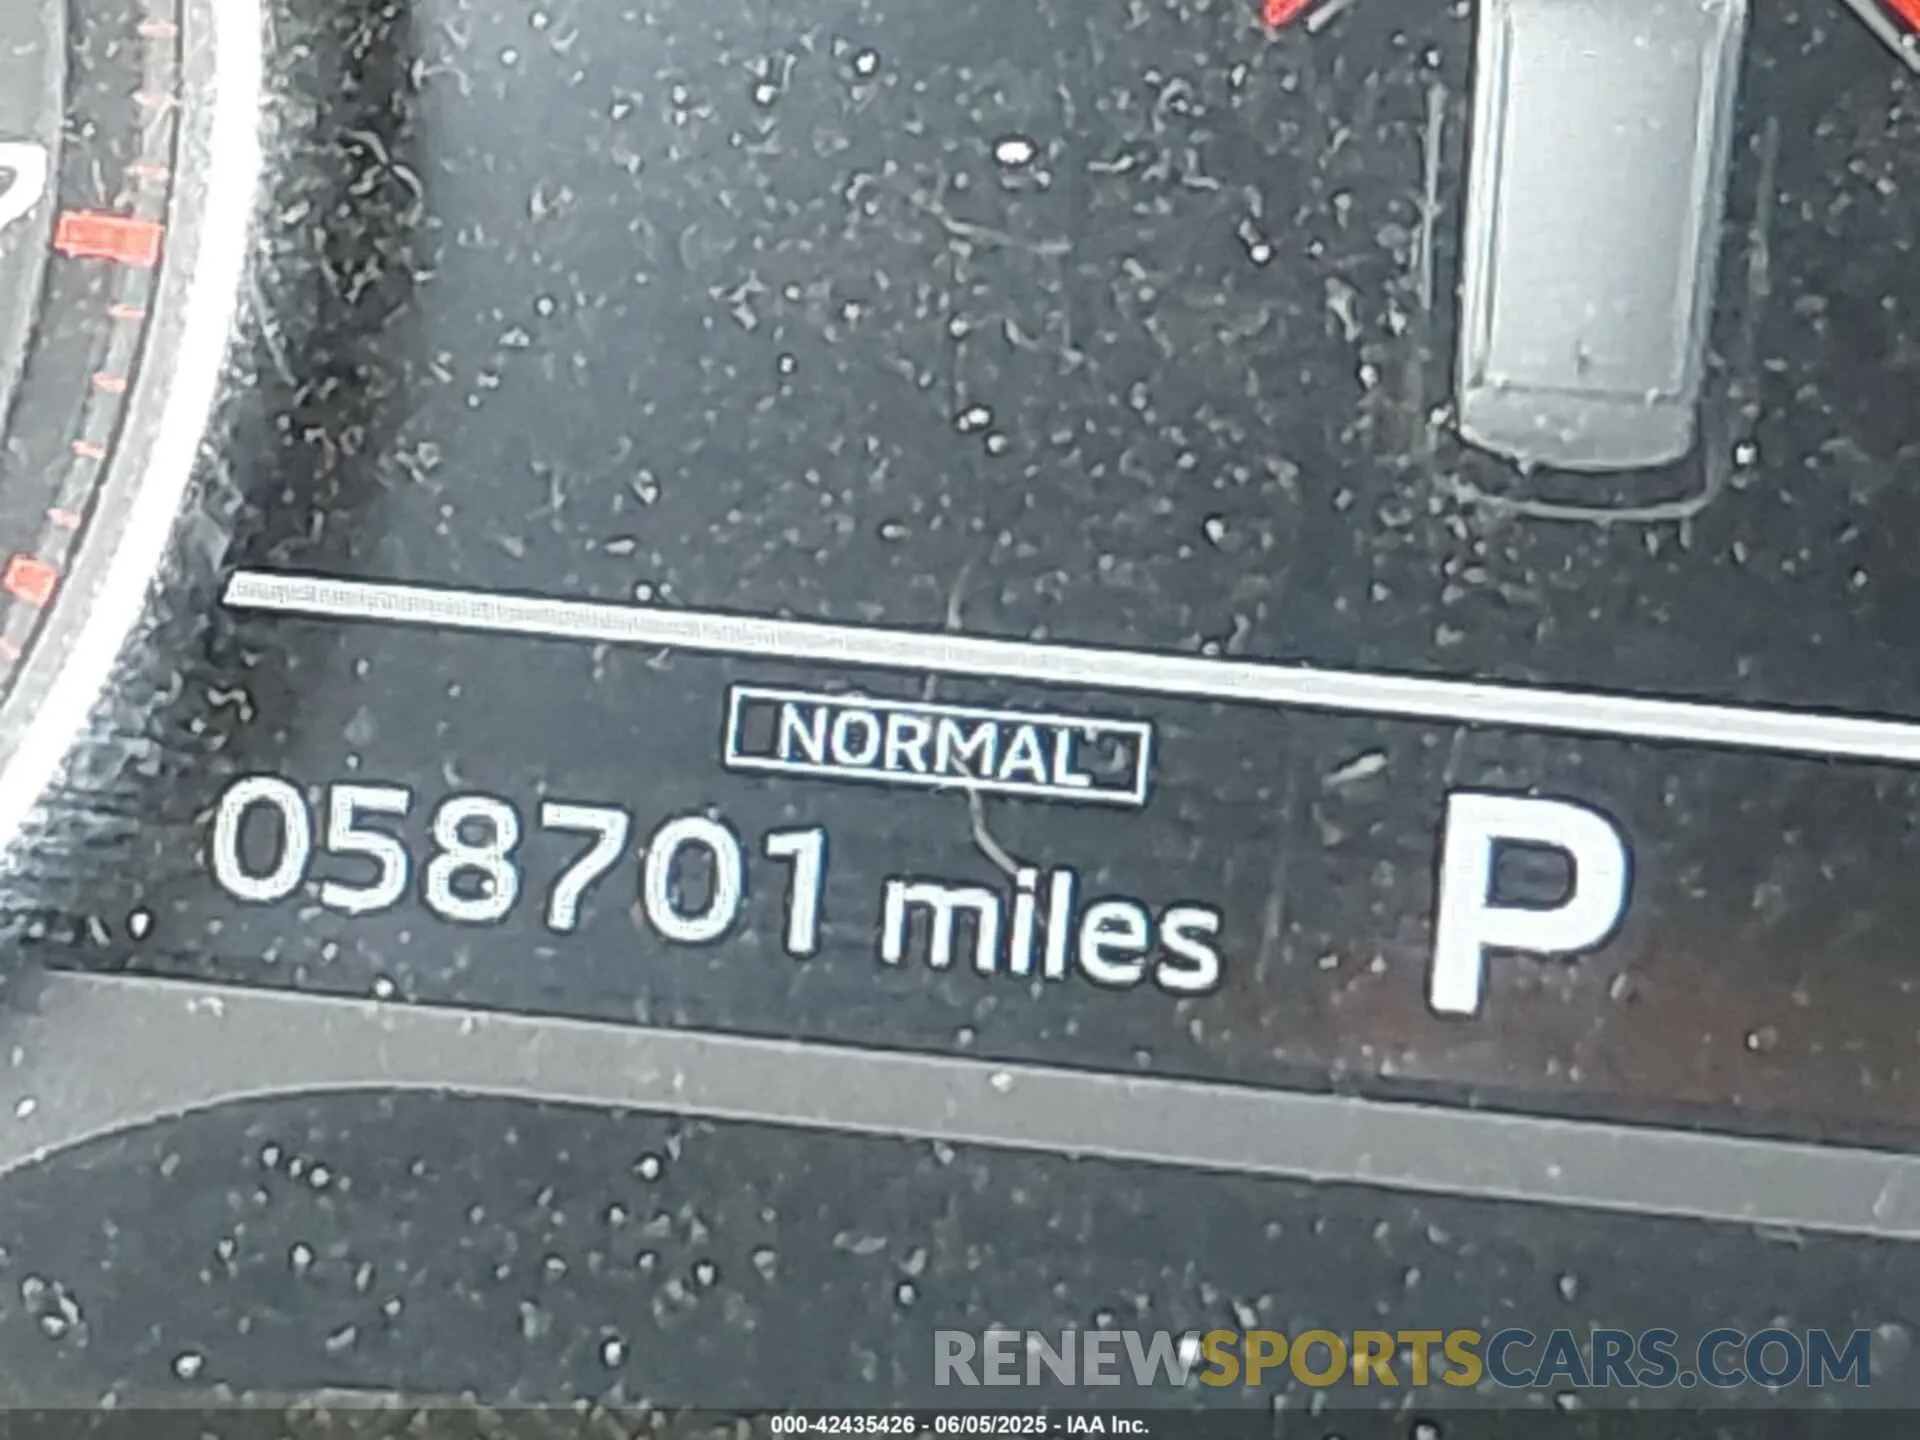 NORMAL
058701 miles
P
RENEWSPORTSCARS.COM
000-42435426 - 06/05/2025 - IAA Inc.